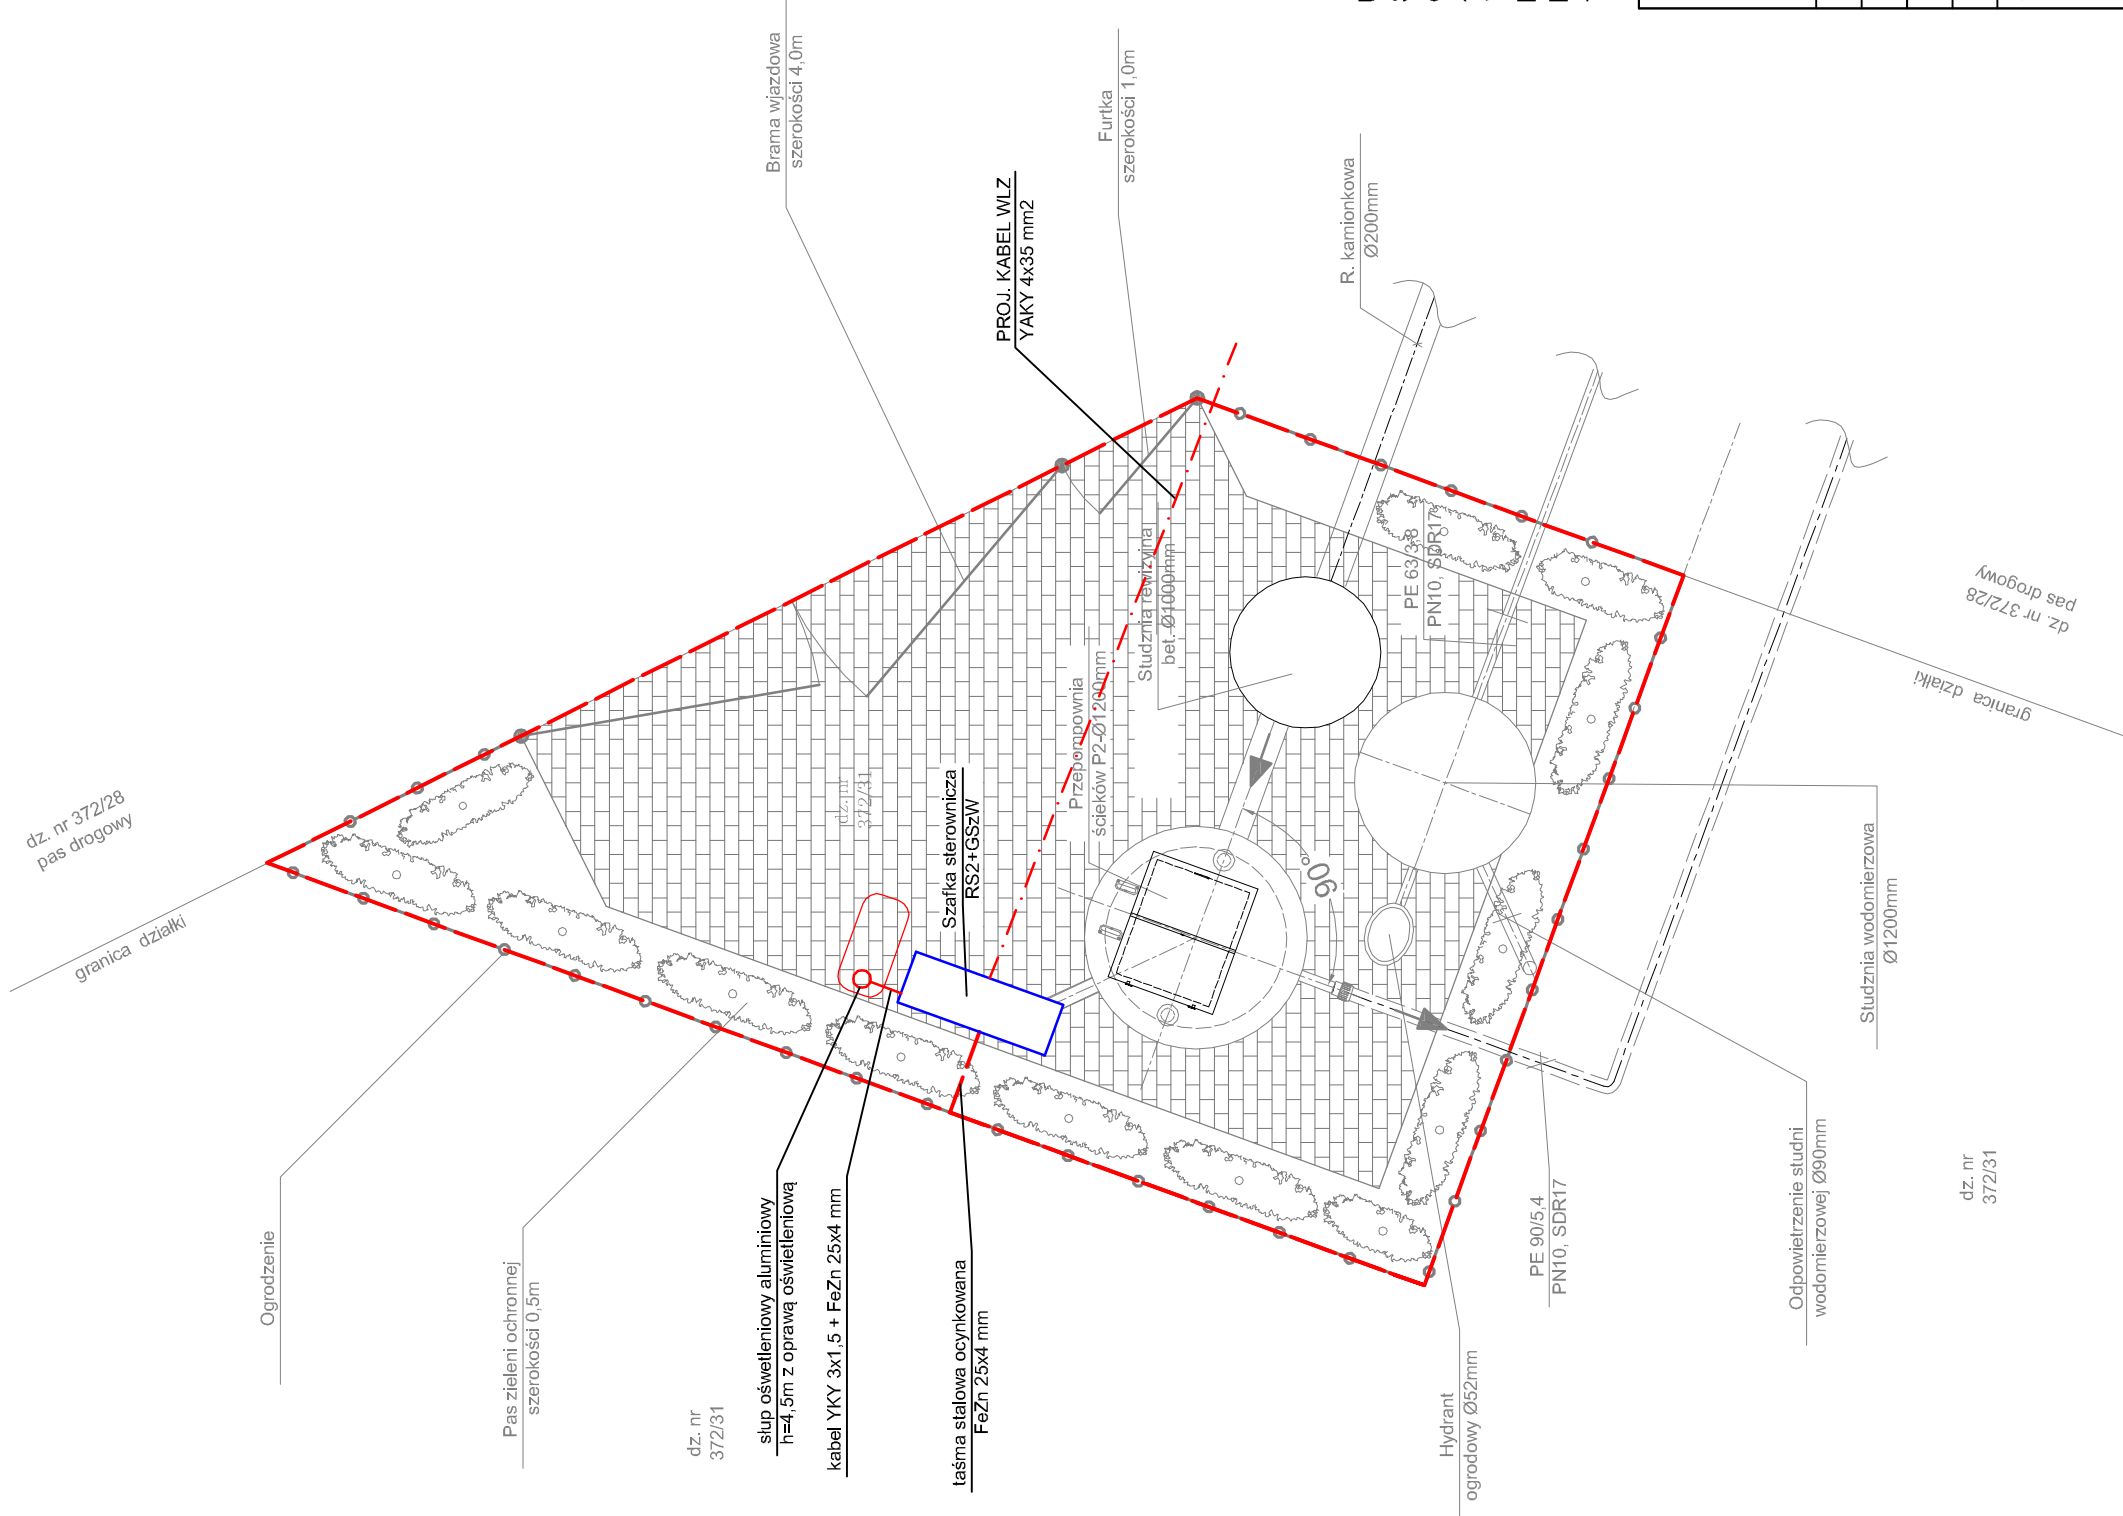 Brama wjazdowa
szerokości 4,0m
Furtka
szerokości 1,0m
PROJ. KABEL WLZ
YAKY 4x35 mm2
R. kamionkowa
Ø200mm
dz. nr 372/28
pas drogowy
granica działki
Studznia rewizyjna
bet. Ø1000mm
PE 63/3,8
PN10, SDR17
dz. nr 372/28
pas drogowy
granica działki
Przepompownia
ścieków P2-Ø1200mm
dz. nr
372/31
Szafka sterownicza
RS2+GSzW
90°
Studznia wodomierzowa
Ø1200mm
Ogrodzenie
Pas zieleni ochronnej
szerokości 0,5m
dz. nr
372/31
słup oświetleniowy aluminiowy
h=4,5m z oprawą oświetleniową
kabel YKY 3x1,5 + FeZn 25x4 mm
taśma stalowa ocynkowana
FeZn 25x4 mm
Hydrant
ogrodowy Ø52mm
PE 90/5,4
PN10, SDR17
Odpowietrzenie studni
wodomierzowej Ø90mm
dz. nr
372/31